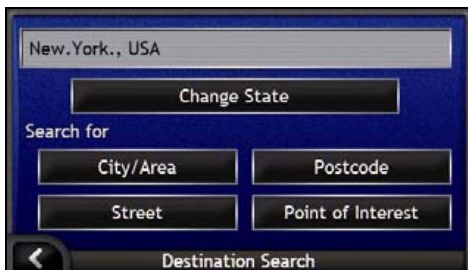 New.York., USA
Change State
Search for
City/Area Postcode
Street Point of Interest
Destination Search